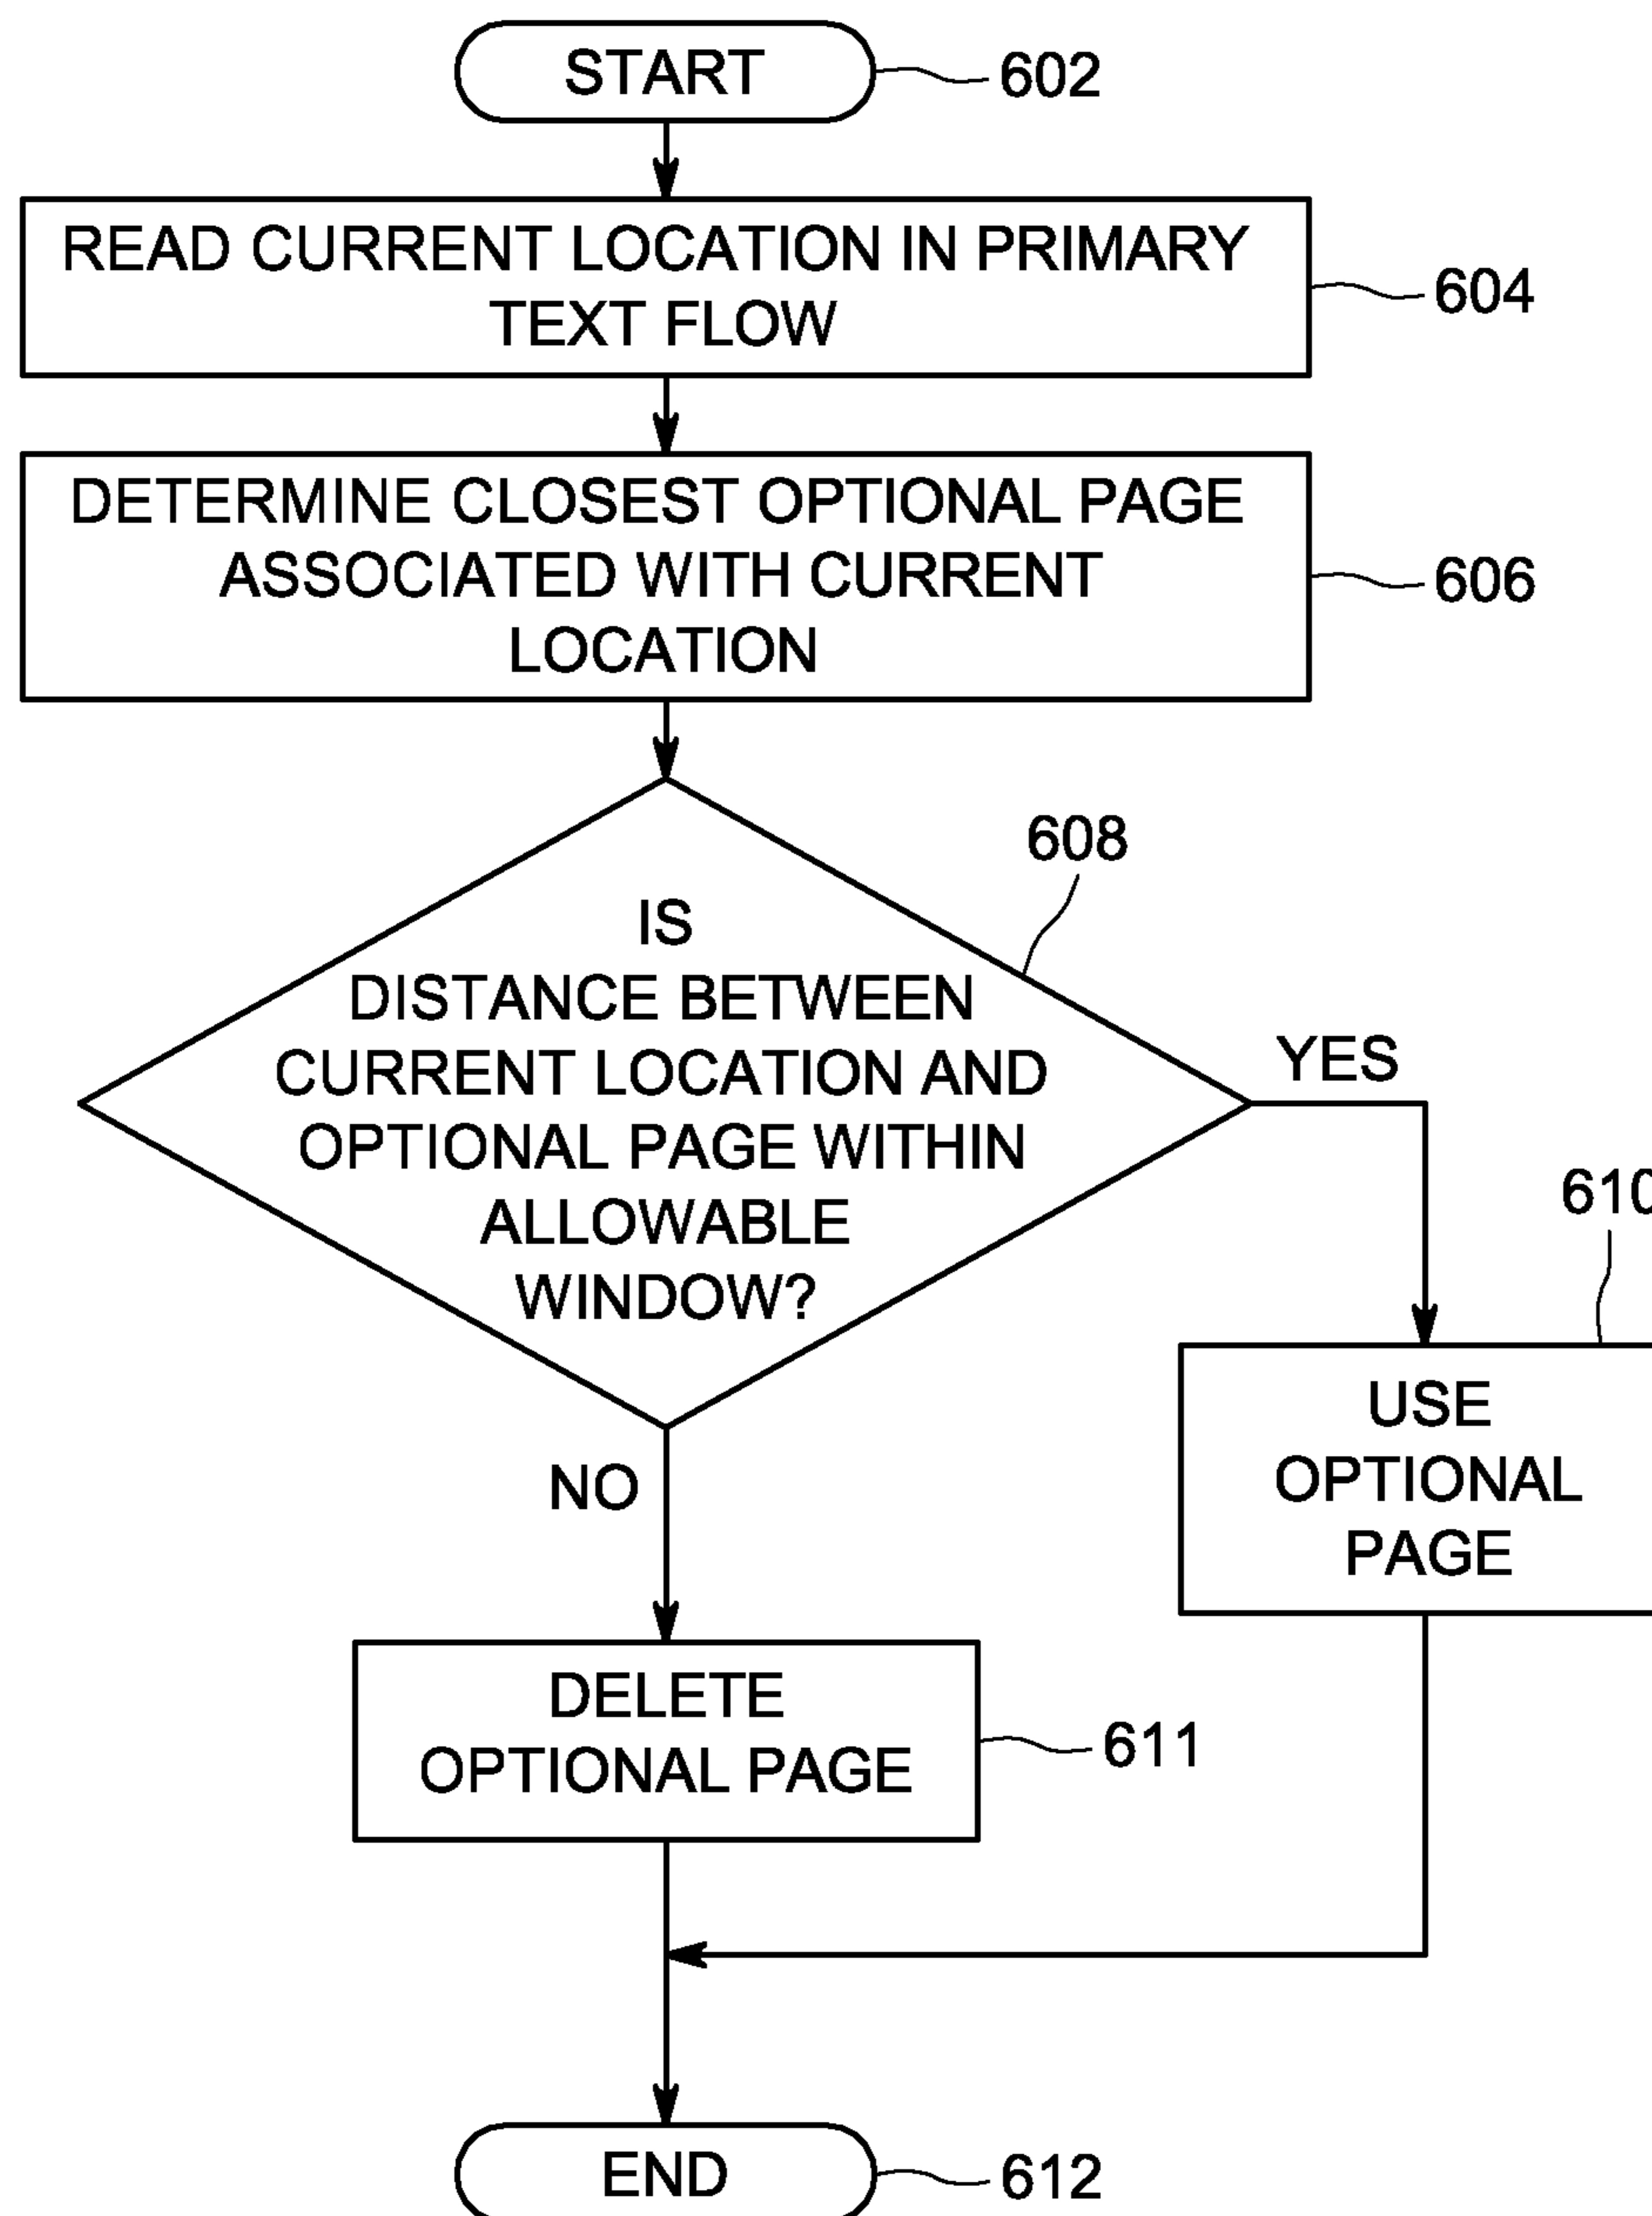 START
602
READ CURRENT LOCATION IN PRIMARY
TEXT FLOW
604
DETERMINE CLOSEST OPTIONAL PAGE
ASSOCIATED WITH CURRENT
LOCATION
606
608
IS
DISTANCE BETWEEN
CURRENT LOCATION AND
OPTIONAL PAGE WITHIN
ALLOWABLE
WINDOW?
YES
610
USE
OPTIONAL
PAGE
NO
DELETE
OPTIONAL PAGE
611
END
612